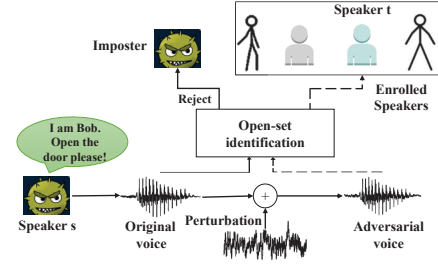 Speaker t
Imposter
Reject
Enrolled
Speakers
Open-set
identification
I am Bob.
Open the
door please!
+
Speaker s
Original
voice
Perturbation
Adversarial
voice